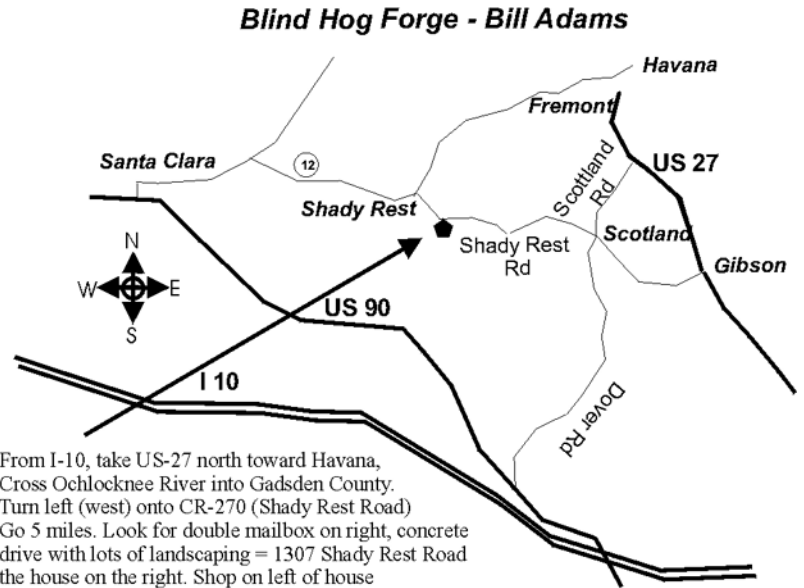 Blind Hog Forge - Bill Adams
Havana
Fremont
Santa Clara
12
US 27
Scottland
Rd
Shady Rest
Shady Rest
Rd
Scotland
Gibson
N
W E
S
US 90
I 10
Dover Rd
From I-10, take US-27 north toward Havana,
Cross Ochlocknee River into Gadsden County.
Turn left (west) onto CR-270 (Shady Rest Road)
Go 5 miles. Look for double mailbox on right, concrete
drive with lots of landscaping = 1307 Shady Rest Road
the house on the right. Shop on left of house